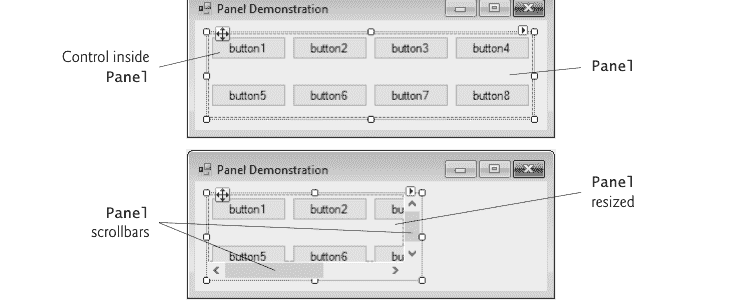 Panel Demonstration
Control inside
Panel
button1 button2 button3 button4
Panel
button5 button6 button7 button8
Panel Demonstration
Panel
resized
button1 button2 bu
Panel
scrollbars
button5 button6 bu